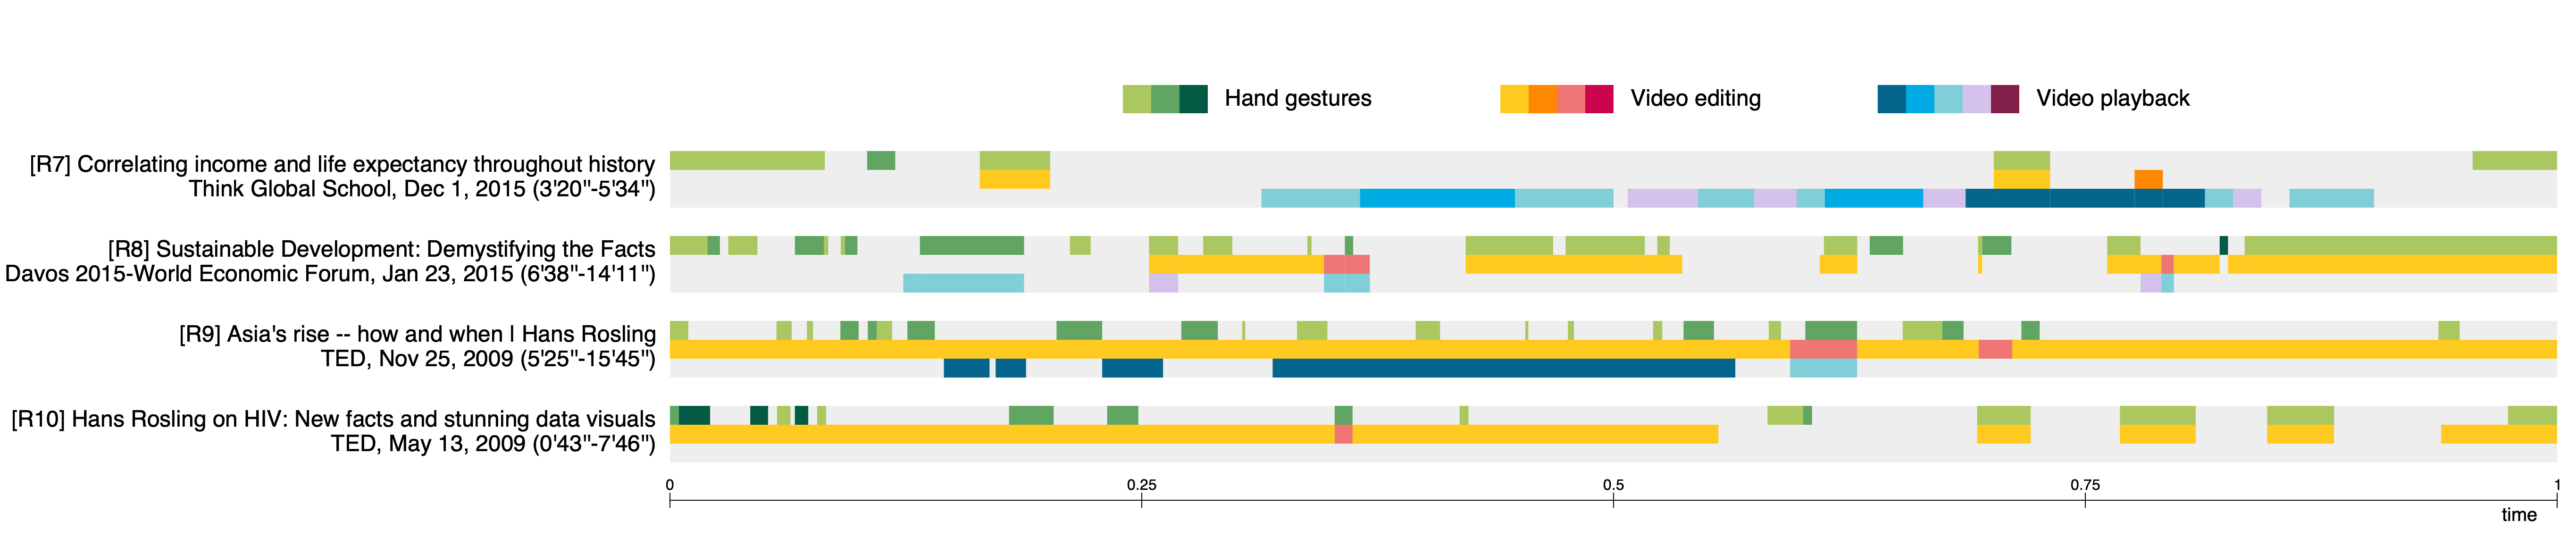 Hand gestures
Video editing
Video playback
[R7] Correlating income and life expectancy throughout history
Think Global School, Dec 1, 2015 (3'20"-5'34")
[R8] Sustainable Development: Demystifying the Facts
Davos 2015-World Economic Forum, Jan 23, 2015 (6'38"-14'11")
[R9] Asia's rise -- how and when | Hans Rosling
TED, Nov 25, 2009 (5'25"-15'45")
[R10] Hans Rosling on HIV: New facts and stunning data visuals
TED, May 13, 2009 (0'43"-7'46")
0 0.25 0.5 0.75 1
time